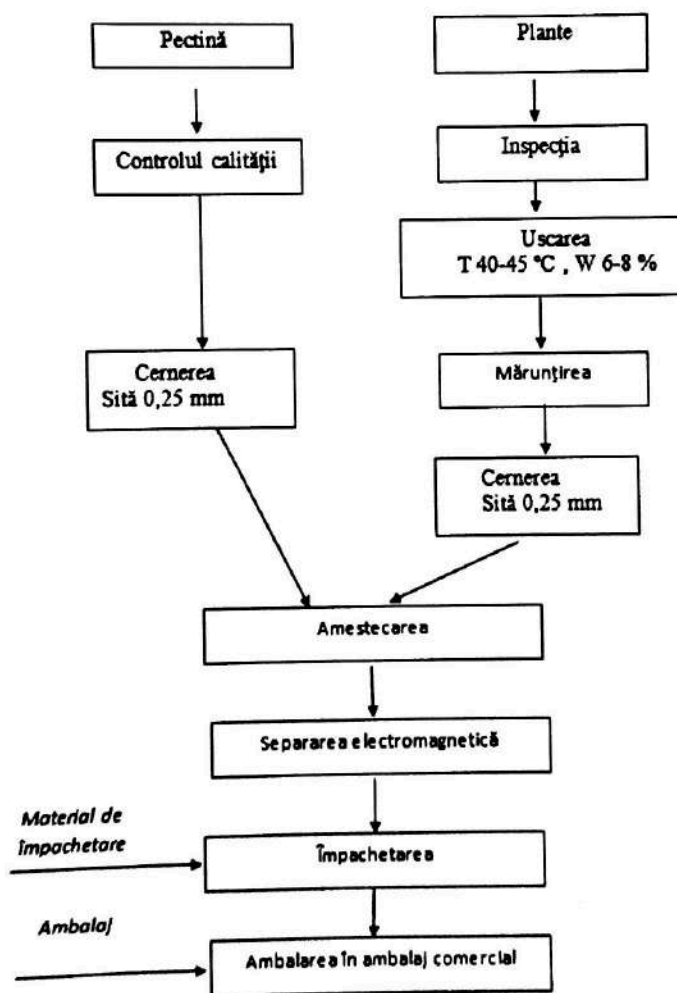 Pectină
Controlul calității
Cernerea
Sită 0,25 mm
Plante
Inspecția
Uscarea
T 40-45 °C , W 6-8 %
Mărunțirea
Cernerea
Sită 0,25 mm
Amestecarea
Separarea electromagnetică
Material de
împachetare
Împachetarea
Ambalaj
Ambalarea în ambalaj comercial